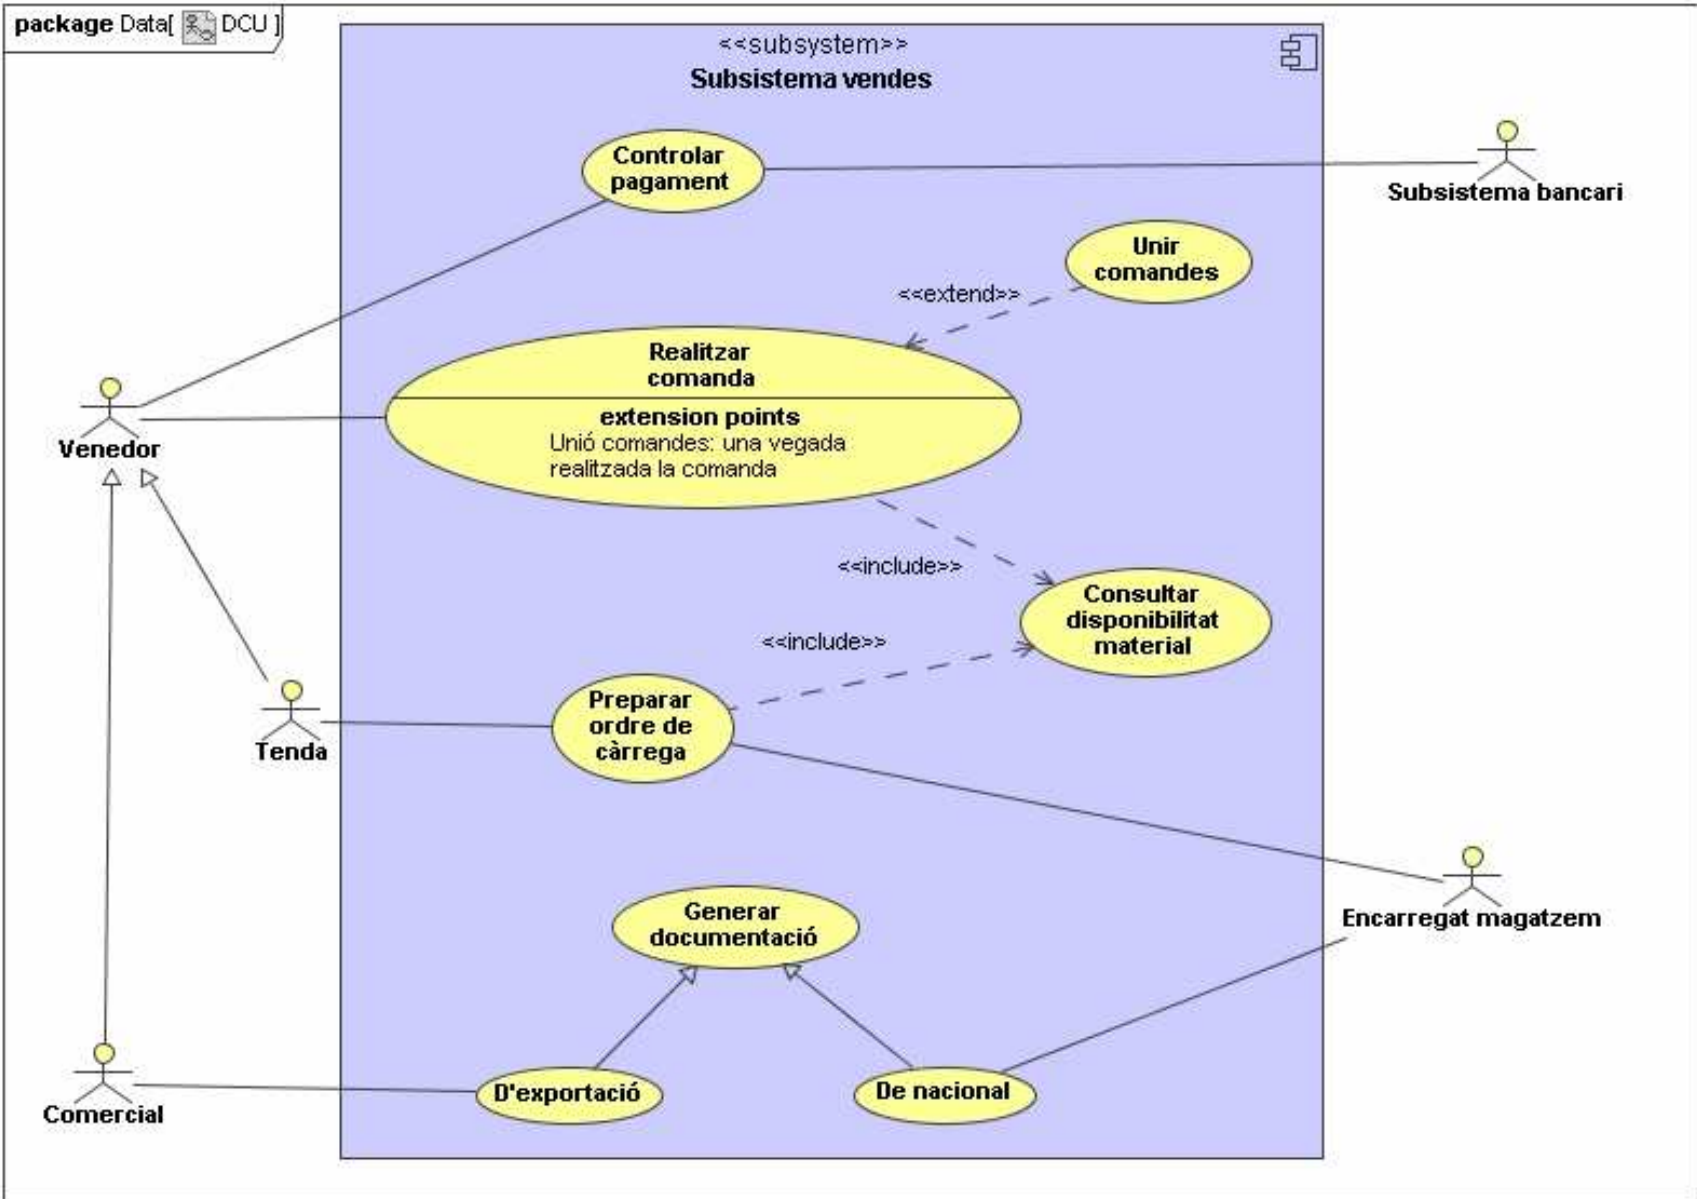 package Data[ DCU ]
<<subsystem>>
Subsistema vendes
Controlar
pagament
Subsistema bancari
Unir
comandes
<<extend>>
Realitzar
comanda
extension points
Unió comandes: una vegada
realitzada la comanda
Venedor
<<include>>
Consultar
disponibilitat
material
<<include>>
Preparar
ordre de
càrrega
Tenda
Generar
documentació
Encarregat magatzem
D'exportació
De nacional
Comercial